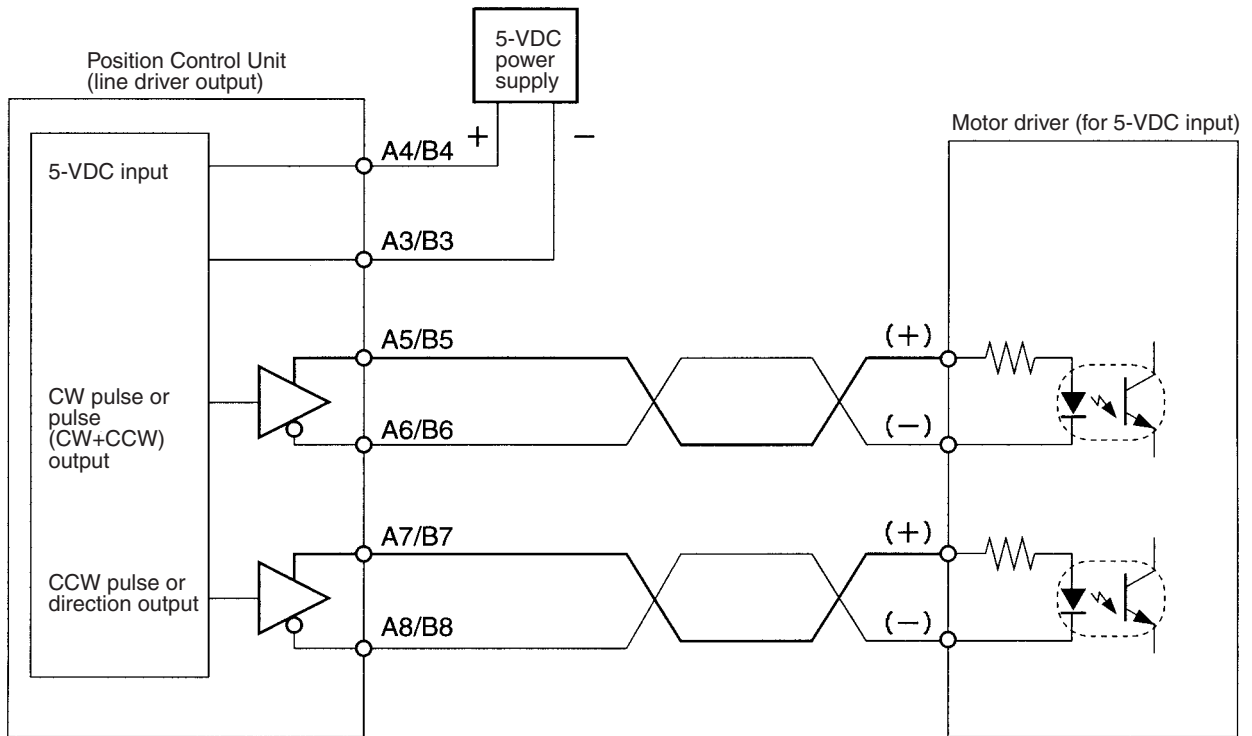 5-VDC
power
supply
Position Control Unit
(line driver output)
Motor driver (for 5-VDC input)
+
−
A4/B4
5-VDC input
A3/B3
A5/B5
(+)
CW pulse or
pulse
(CW+CCW)
output
A6/B6
(−)
A7/B7
(+)
CCW pulse or
direction output
A8/B8
(−)